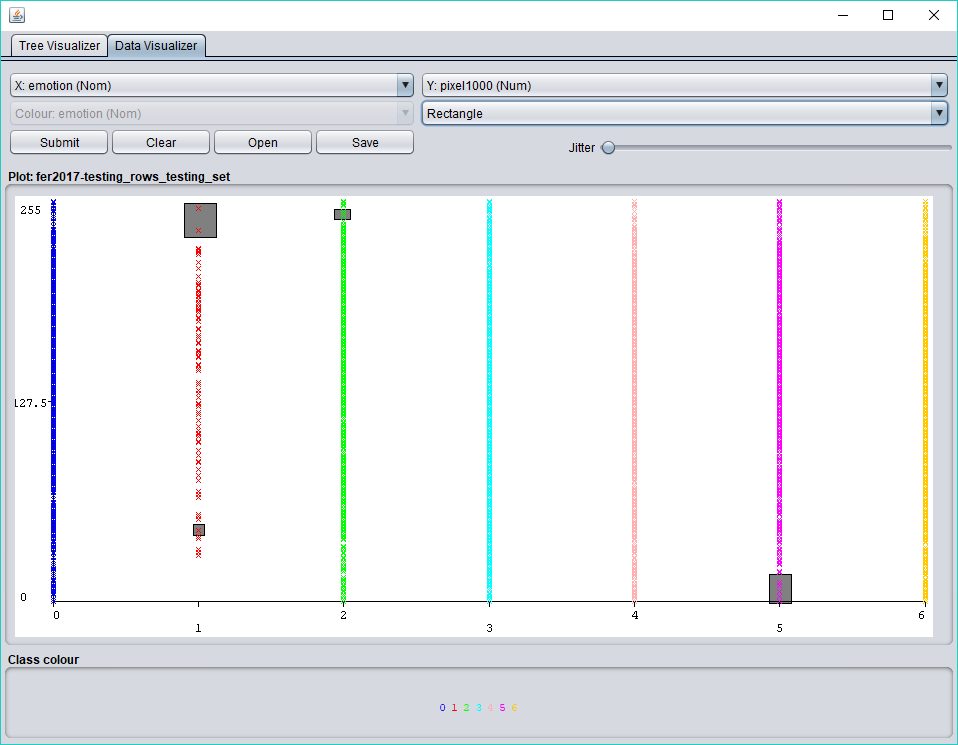 Tree Visualizer Data Visualizer
X: emotion (Nom) Y: pixel1000 (Num)
Colour: emotion (Nom) Rectangle
Submit Clear Open Save Jitter
Plot: fer2017-testing_rows_testing_set
255
127.5
0
0 2 4 6
1 3 5
Class colour
0 1 2 3 4 5 6